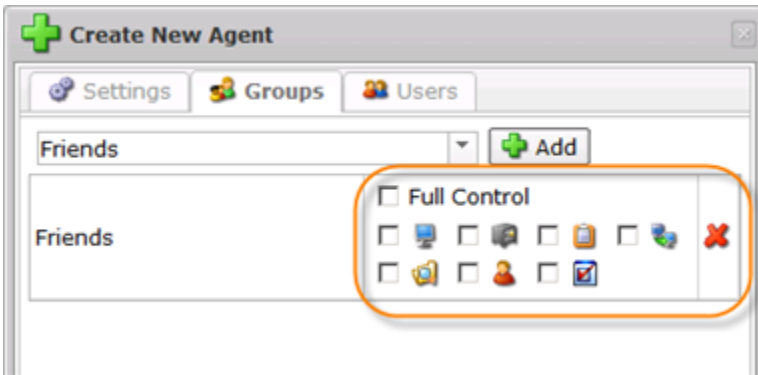 Create New Agent
Settings Groups Users
Friends Add
Full Control
Friends